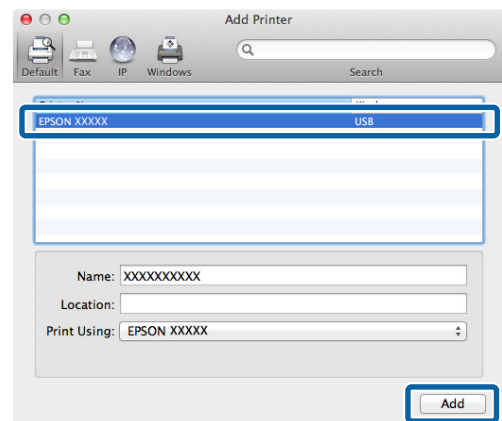 Add Printer
Default Fax IP Windows Search
EPSON XXXXX USB
Name: XXXXXXXXXX
Location:
Print Using: EPSON XXXXX
Add